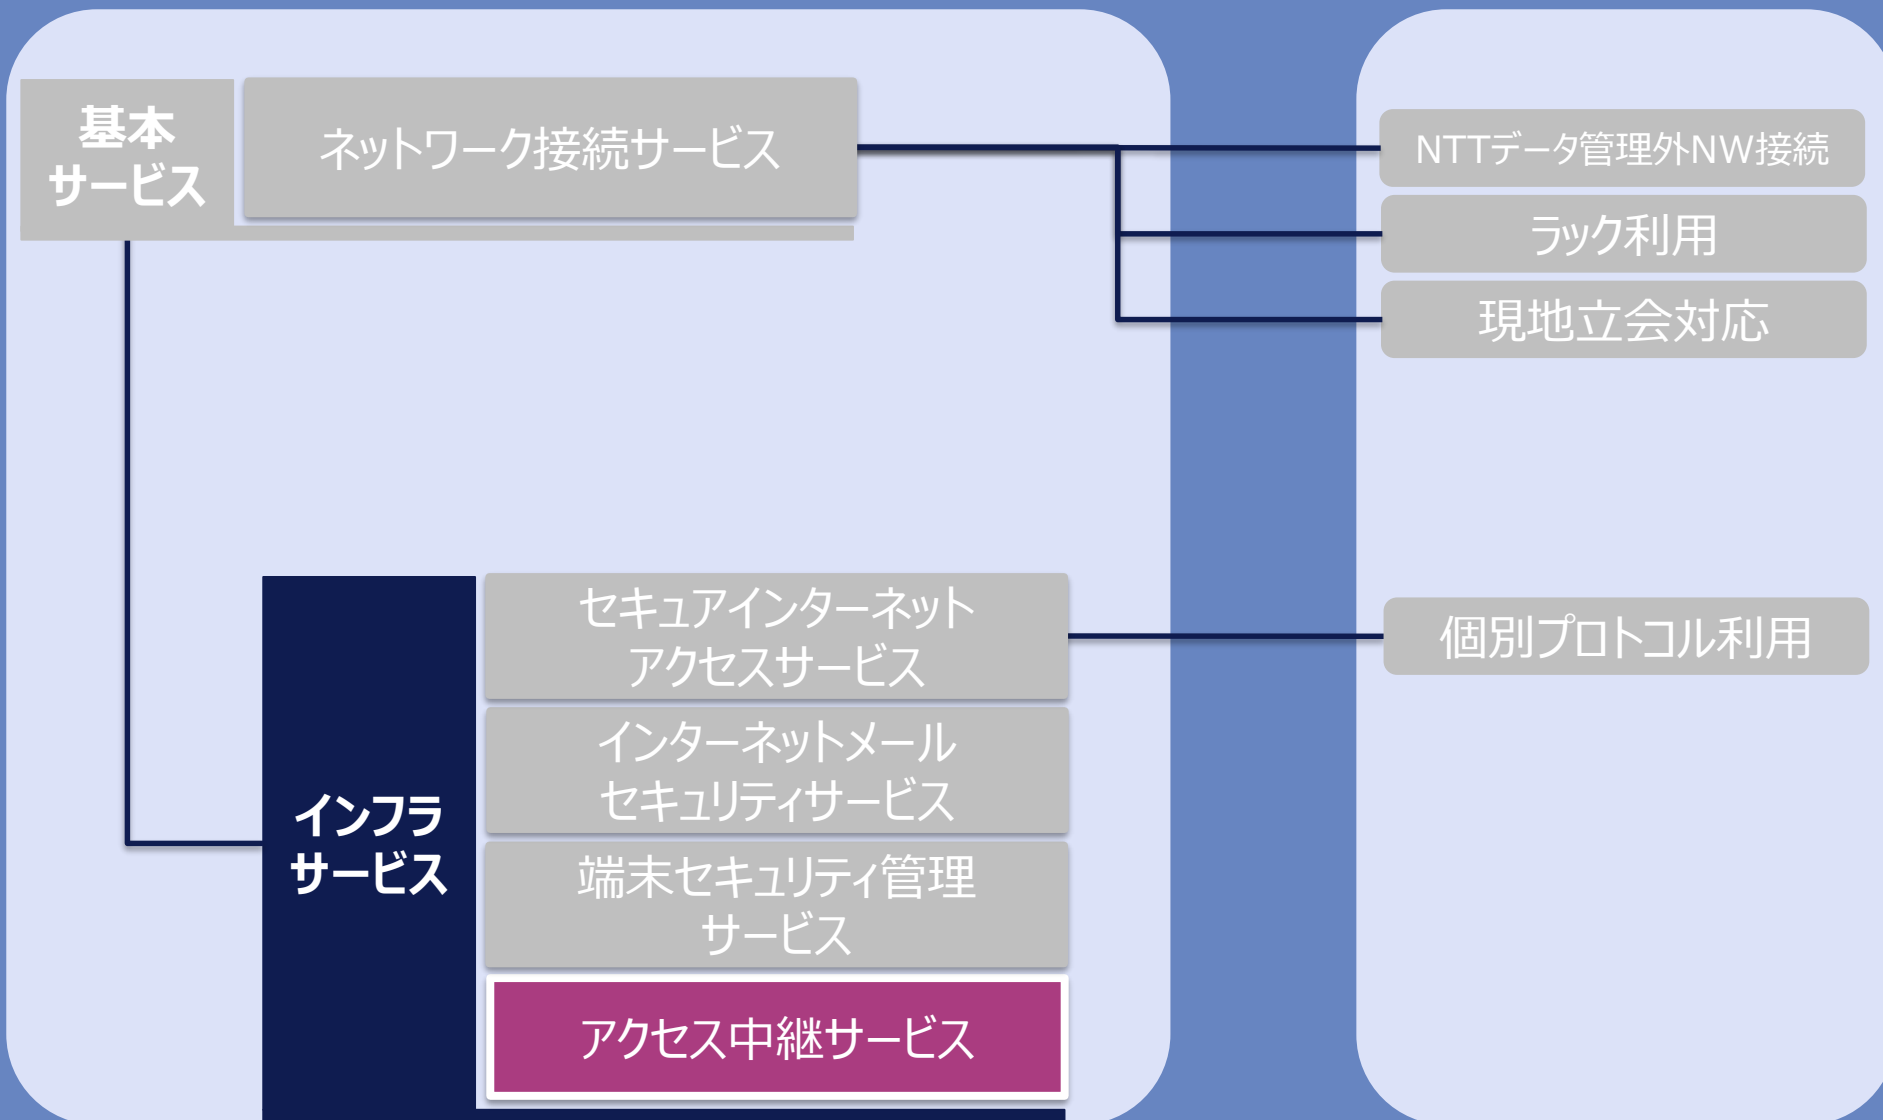 基本
サービス
ネットワーク接続サービス
NTTデータ管理外NW接続
ラック利用
現地立会対応
インフラ
サービス
セキュアインターネット
アクセスサービス
個別プロトコル利用
インターネットメール
セキュリティサービス
端末セキュリティ管理
サービス
アクセス中継サービス